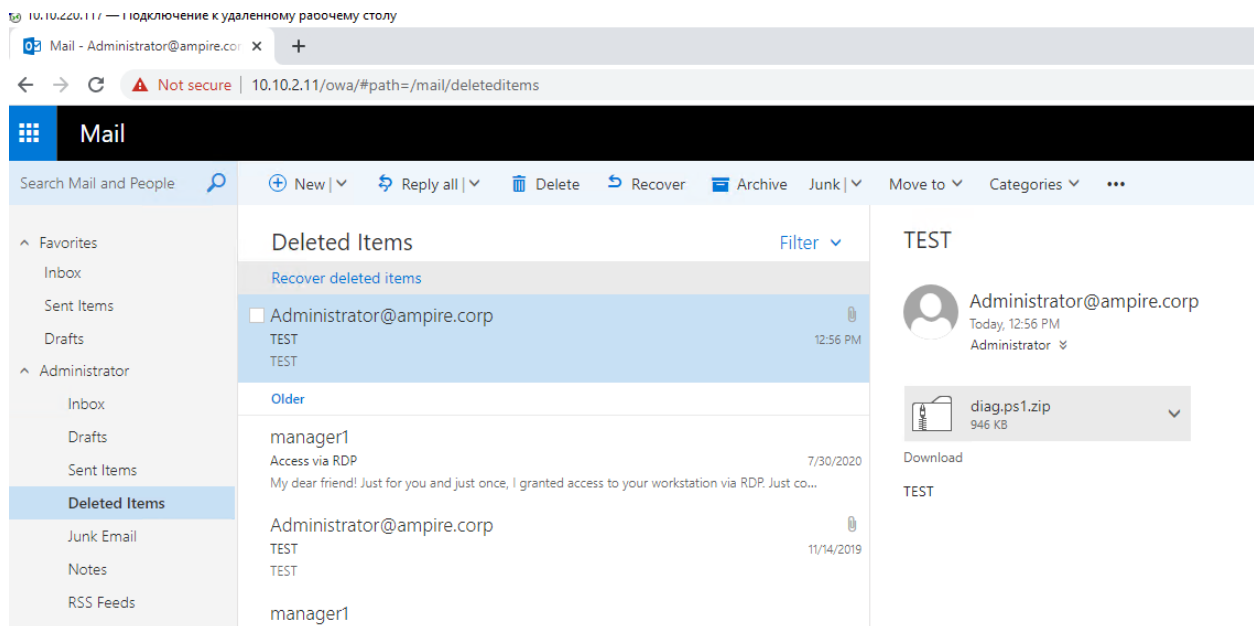 10.10.220.117 — Подключение к удаленному рабочему столу
Mail - Administrator@ampire.cor
Not secure | 10.10.2.11/owa/#path=/mail/deleteditems
Mail
Search Mail and People
New
Reply all
Delete
Recover
Archive
Junk
Move to
Categories
Favorites
Inbox
Sent Items
Drafts
Administrator
Inbox
Drafts
Sent Items
Deleted Items
Junk Email
Notes
RSS Feeds
Deleted Items
Filter
Recover deleted items
Administrator@ampire.corp
TEST
12:56 PM
TEST
Older
manager1
Access via RDP
7/30/2020
My dear friend! Just for you and just once, I granted access to your workstation via RDP. Just co...
Administrator@ampire.corp
TEST
11/14/2019
TEST
manager1
TEST
Administrator@ampire.corp
Today, 12:56 PM
Administrator
diag.ps1.zip
946 KB
Download
TEST